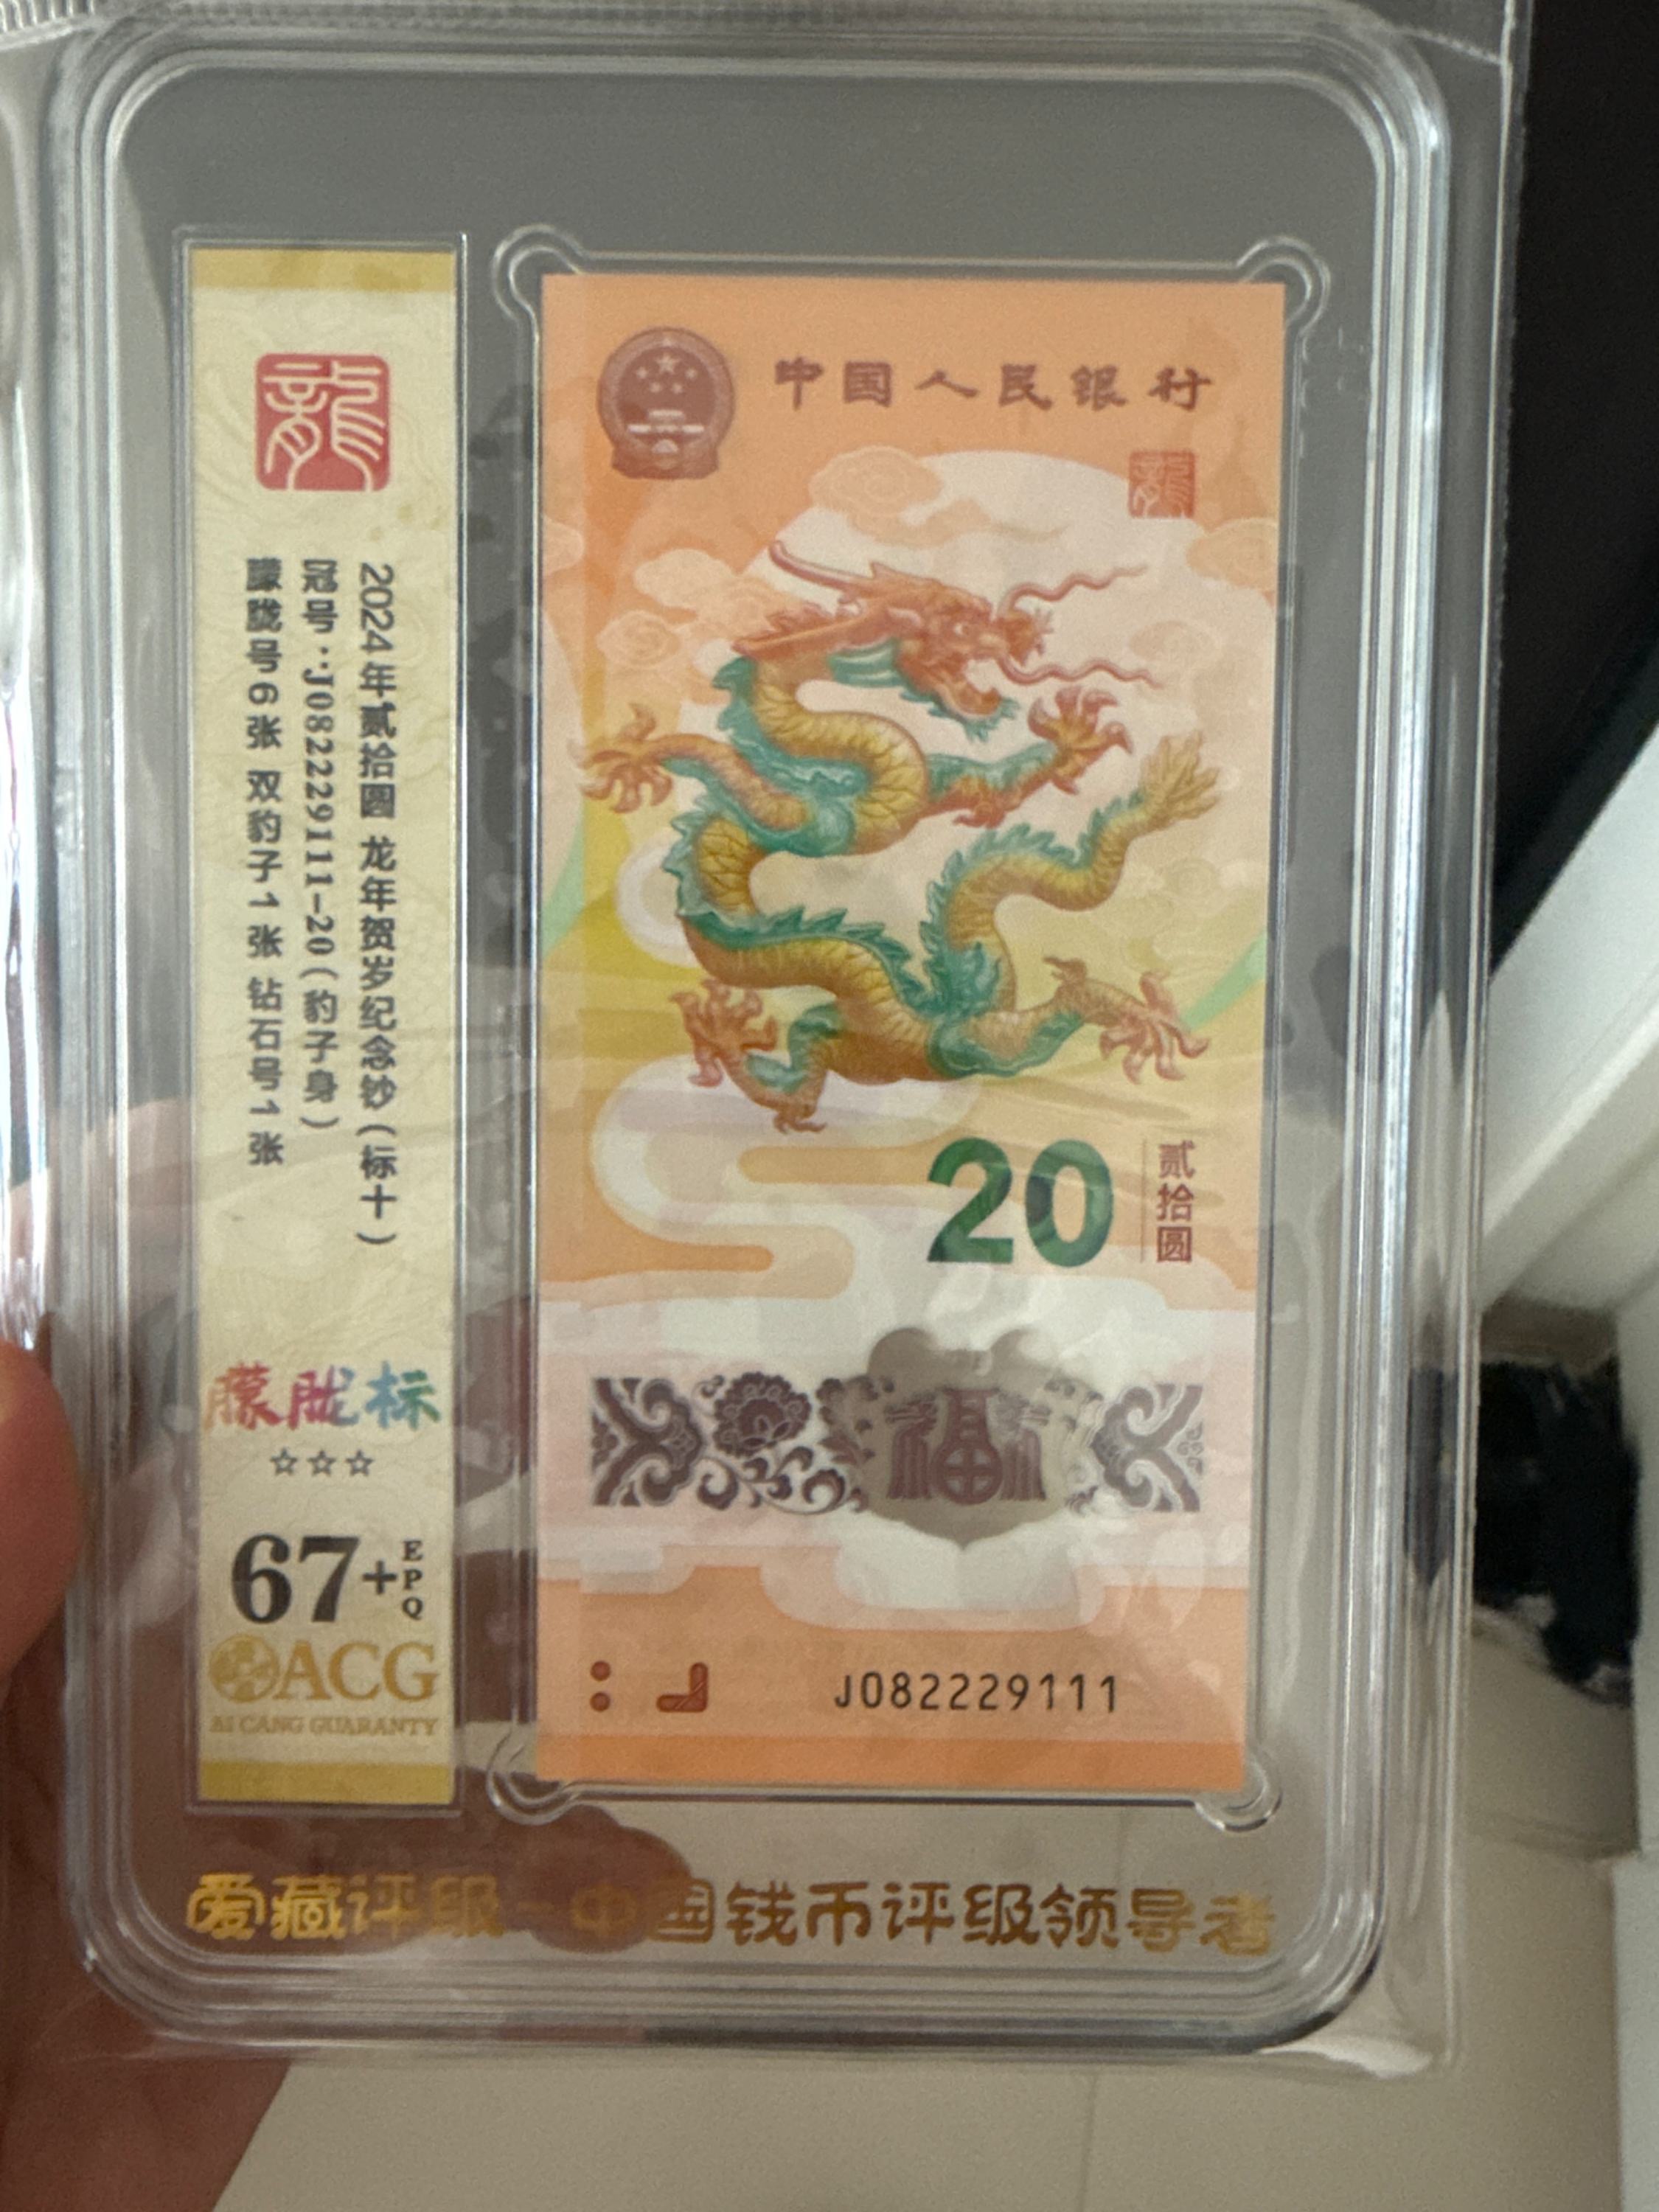 龍
2024年贰拾圆 龙年贺岁纪念钞(标十)
冠号:J082229111-20(豹子身)
朦胧号6张 双豹子1张 钻石号1张
朦胧标
☆☆☆
67+EPQ
ACG
AI CANG GUARANTY
中国人民银行
龍
20
贰拾圆
福
J082229111
爱藏评级-中国钱币评级领导者